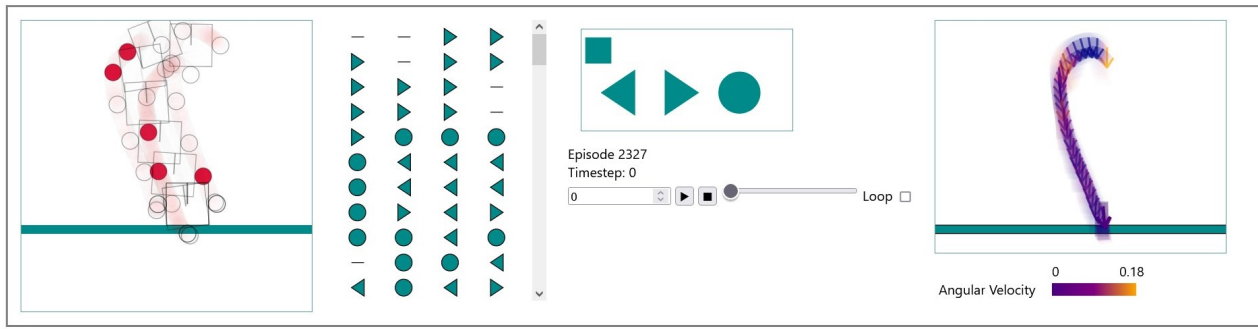 Episode 2327
Timestep: 0
0
Loop
0 0.18
Angular Velocity